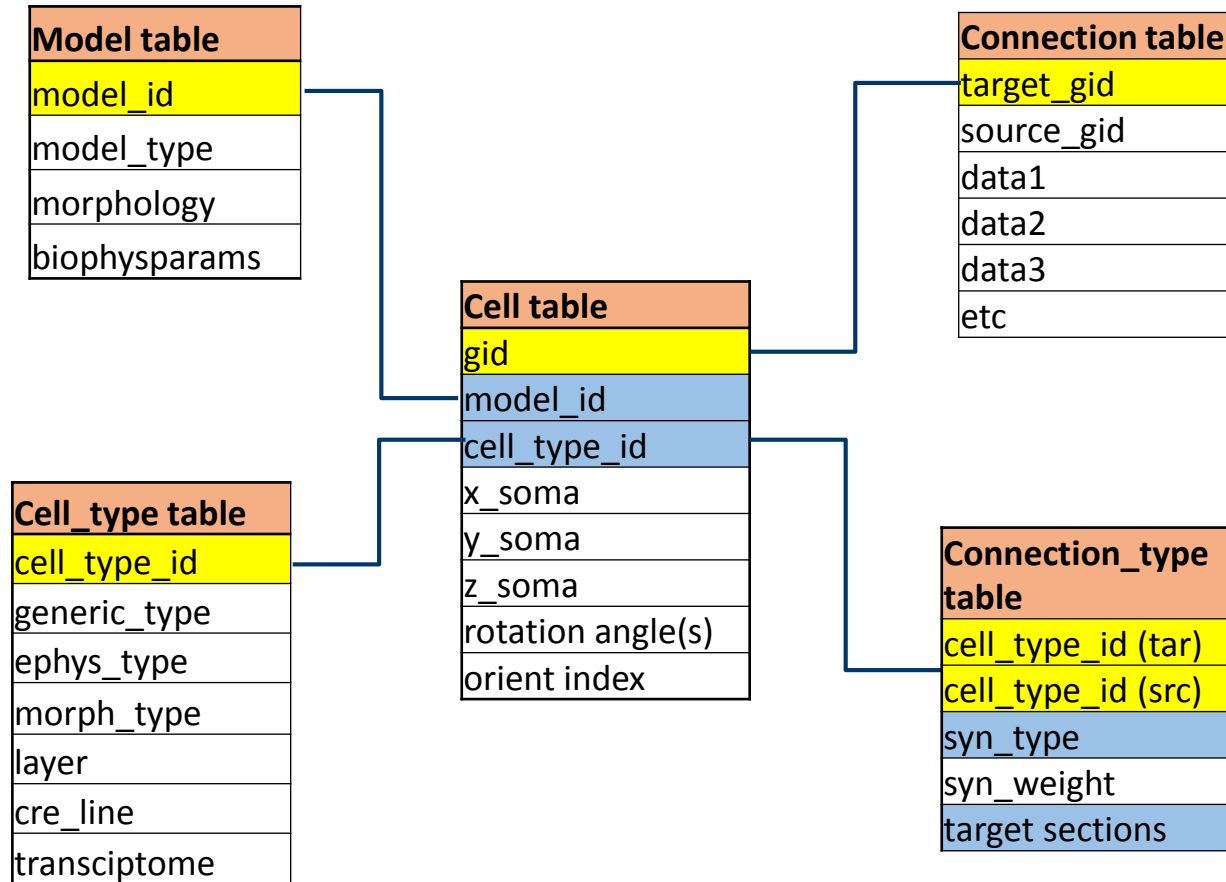 Model table
model_id
model_type
morphology
biophysparams
Connection table
target_gid
source_gid
data1
data2
data3
etc
Cell table
gid
model_id
cell_type_id
x_soma
y_soma
z_soma
rotation angle(s)
orient index
Cell_type table
cell_type_id
generic_type
ephys_type
morph_type
layer
cre_line
transciptome
Connection_type
table
cell_type_id (tar)
cell_type_id (src)
syn_type
syn_weight
target sections